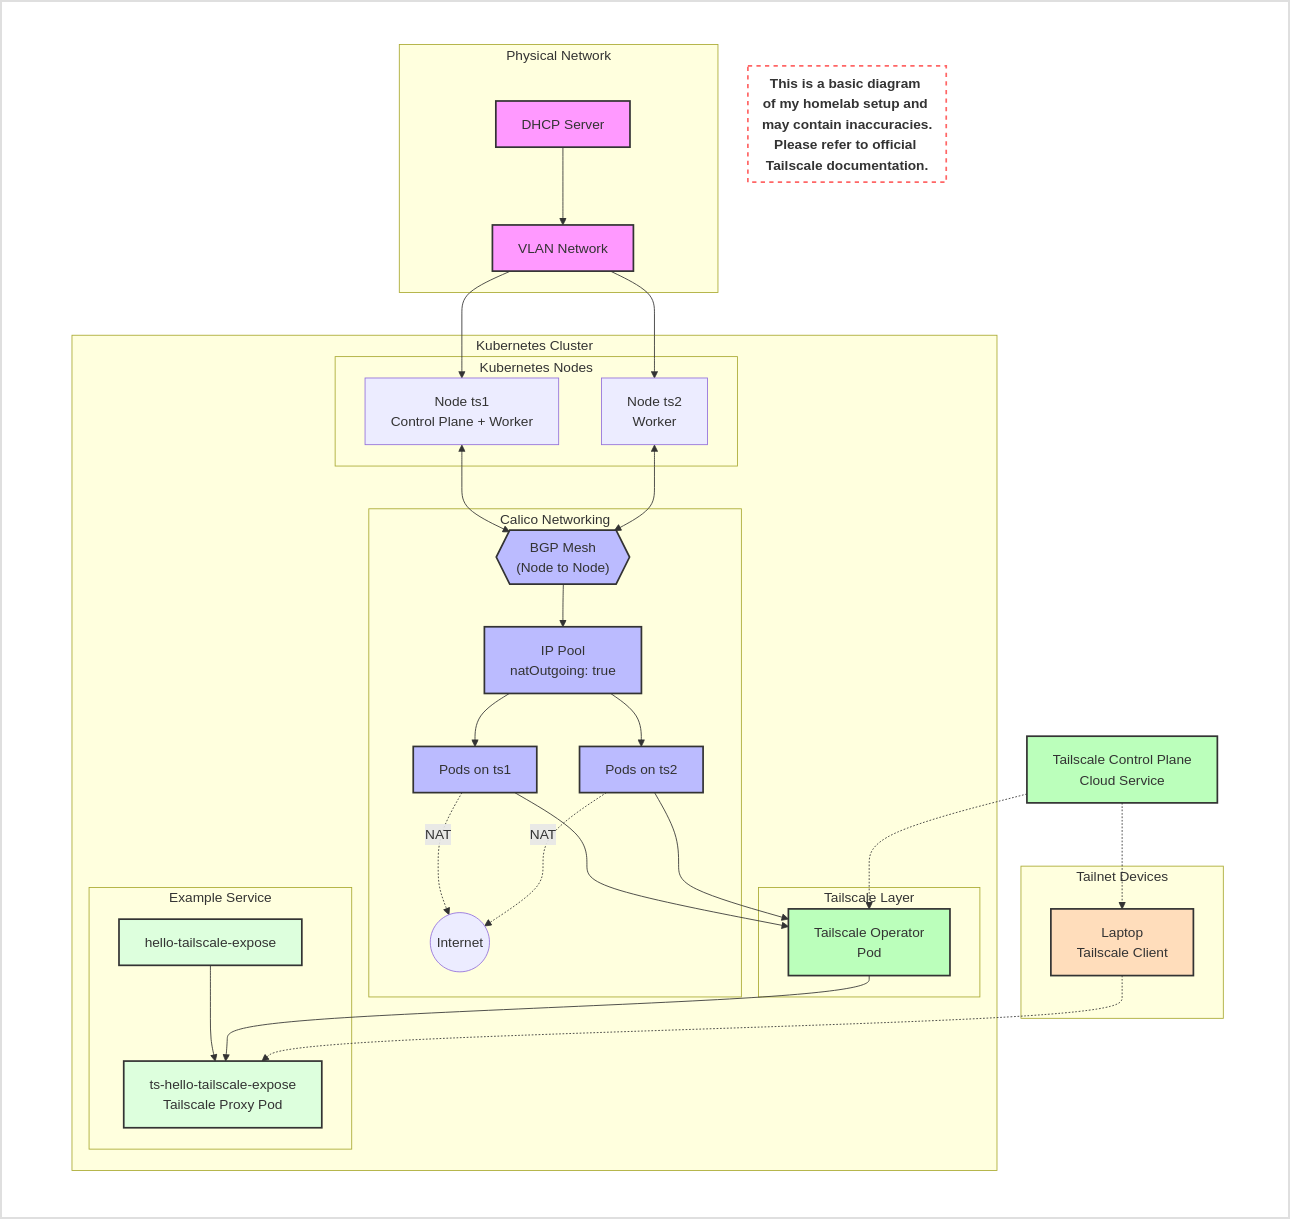 Physical Network
DHCP Server
VLAN Network
This is a basic diagram
of my homelab setup and
may contain inaccuracies.
Please refer to official
Tailscale documentation.
Kubernetes Cluster
Kubernetes Nodes
Node ts1
Control Plane + Worker
Node ts2
Worker
Calico Networking
BGP Mesh
(Node to Node)
IP Pool
natOutgoing: true
Pods on ts1
Pods on ts2
NAT
NAT
Internet
Tailscale Control Plane
Cloud Service
Tailnet Devices
Laptop
Tailscale Client
Tailscale Layer
Tailscale Operator
Pod
Example Service
hello-tailscale-expose
ts-hello-tailscale-expose
Tailscale Proxy Pod